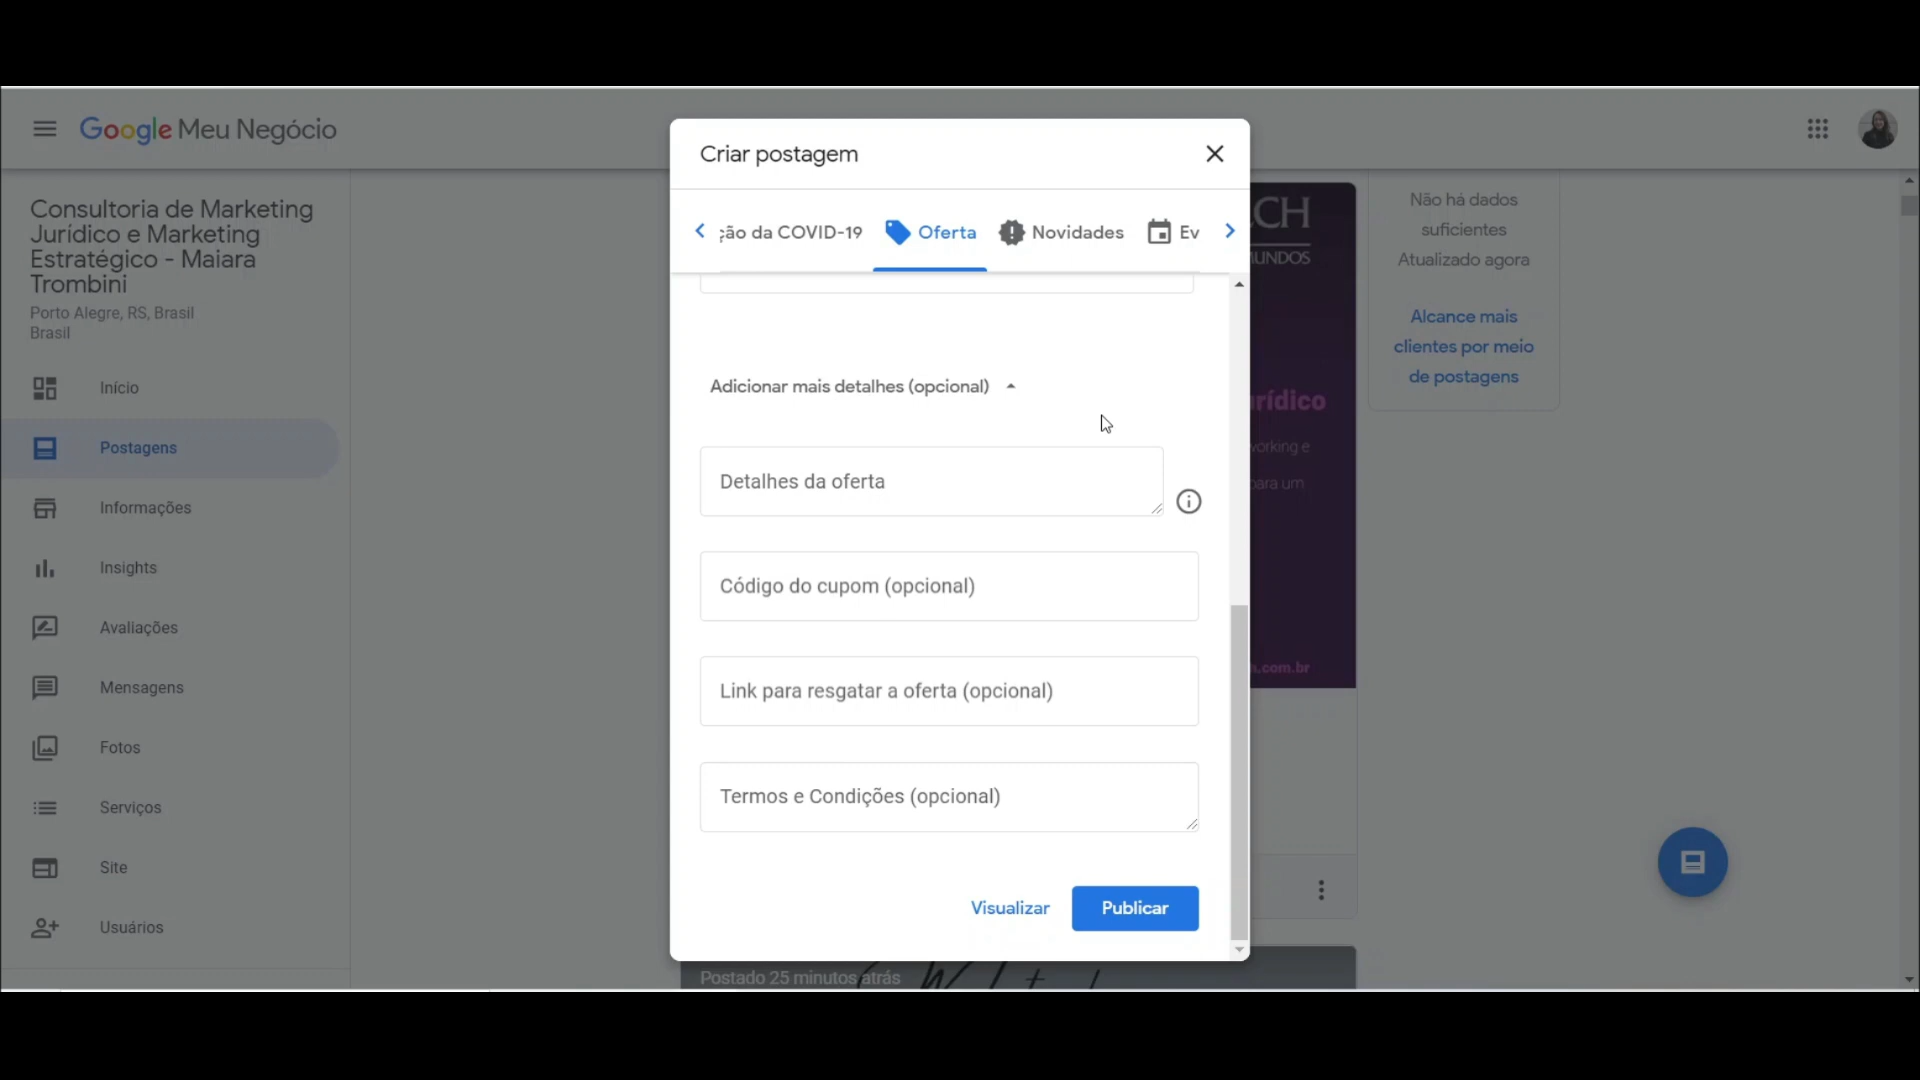 Google Meu Negócio
Consultoria de Marketing
Jurídico e Marketing
Estratégico - Maiara
Trombini
Porto Alegre, RS, Brasil
Brasil
Início
Postagens
Informações
Insights
Avaliações
Mensagens
Fotos
Serviços
Site
Usuários
Criar postagem
ção da COVID-19
Oferta
Novidades
Ev
Adicionar mais detalhes (opcional)
Detalhes da oferta
Código do cupom (opcional)
Link para resgatar a oferta (opcional)
Termos e Condições (opcional)
Visualizar
Publicar
CH
UNDOS
rídico
orking e
para um
.com.br
Postado 25 minutos atrás
Não há dados
suficientes
Atualizado agora
Alcance mais
clientes por meio
de postagens